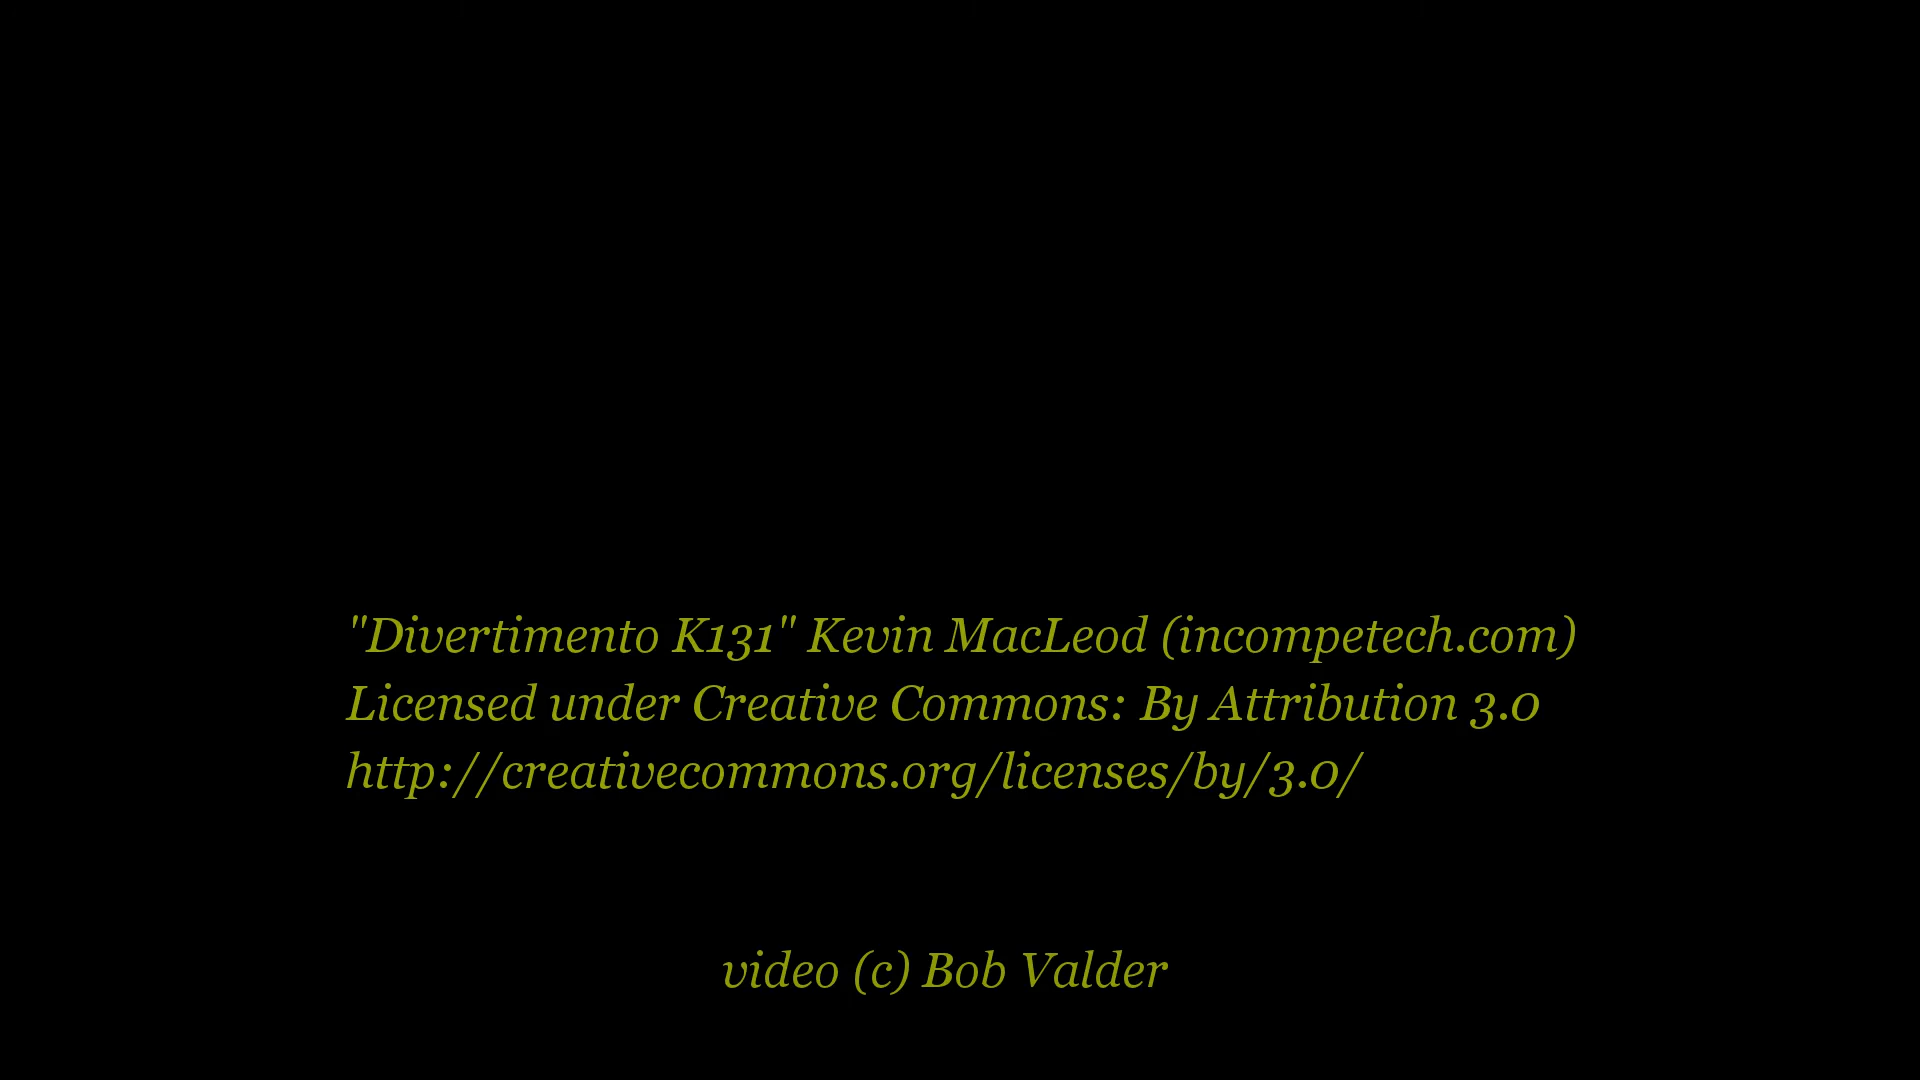 "Divertimento K131" Kevin MacLeod (incompetech.com)
Licensed under Creative Commons: By Attribution 3.0
http://creativecommons.org/licenses/by/3.0/
video (c) Bob Valder